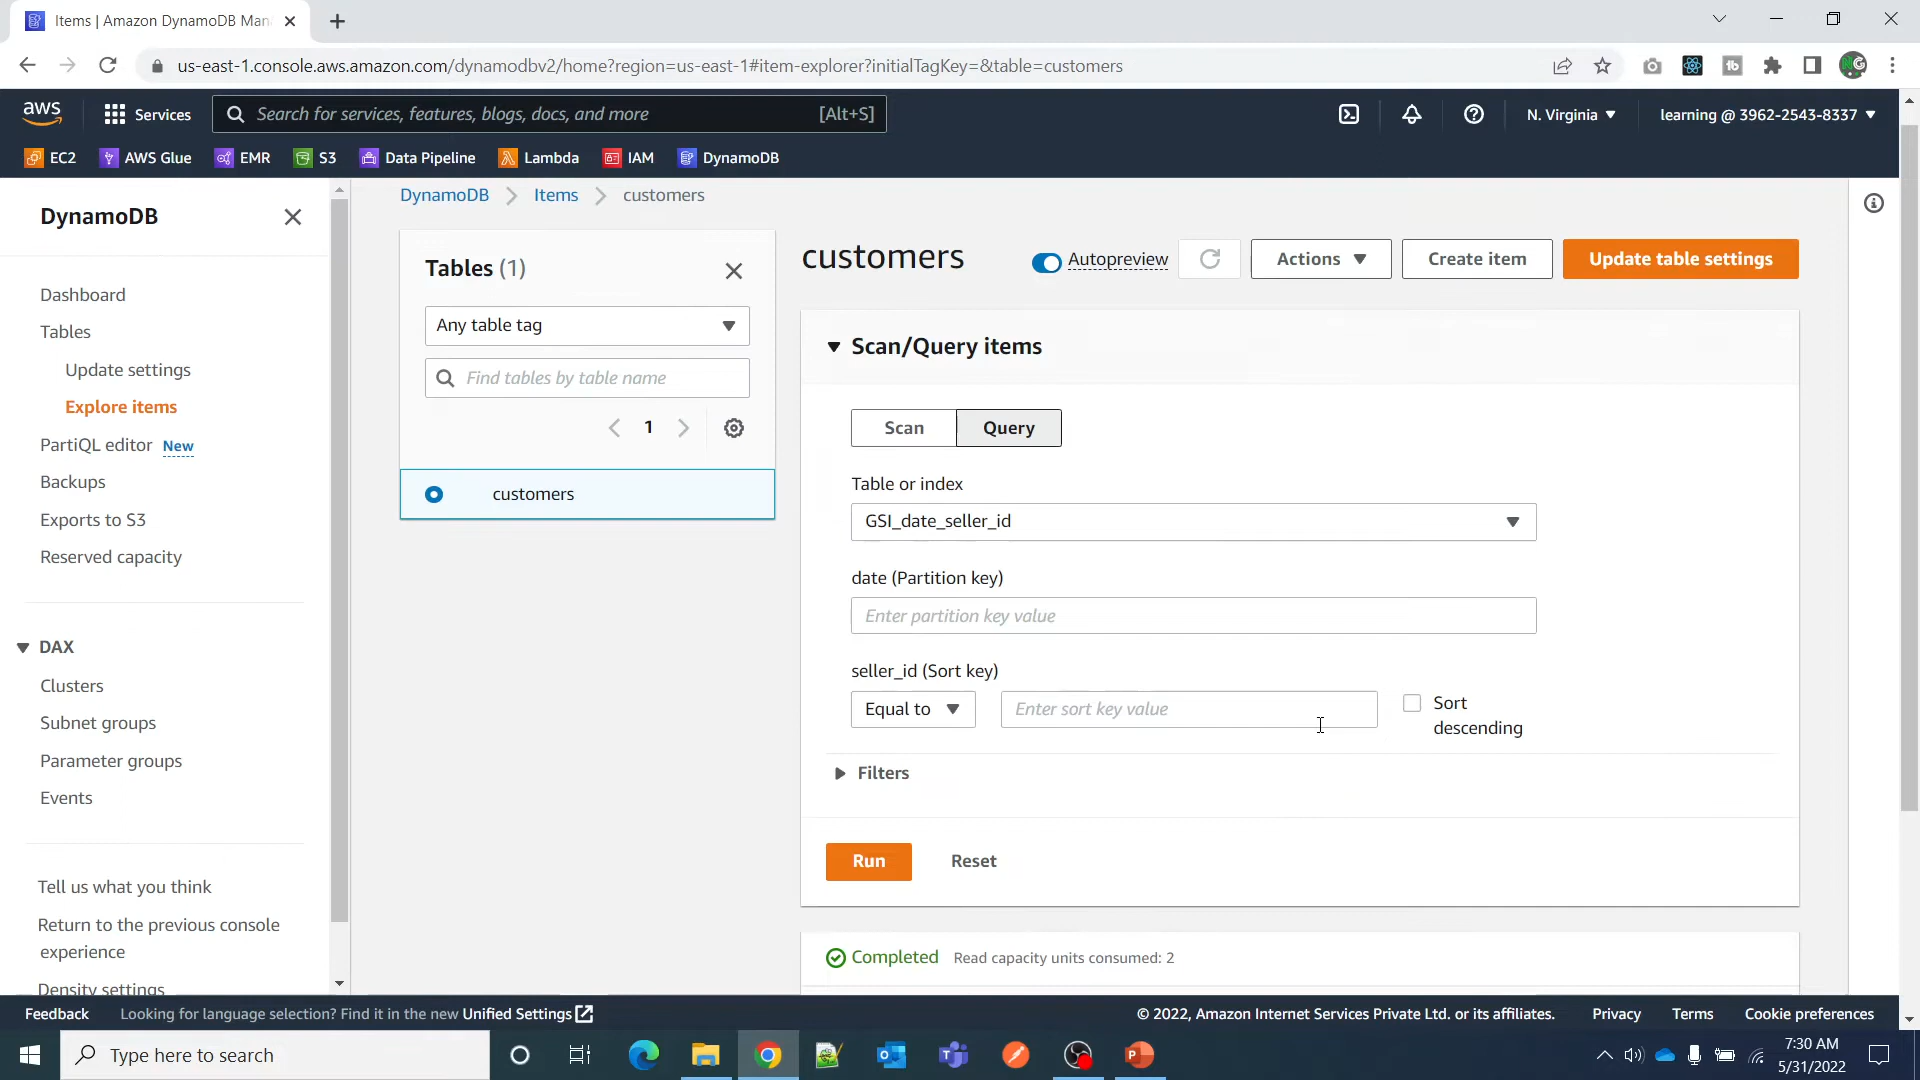 Items | Amazon DynamoDB Man
us-east-1.console.aws.amazon.com/dynamodbv2/home?region=us-east-1#item-explorer?initialTagKey=&table=customers
aws
Services
Search for services, features, blogs, docs, and more
[Alt+S]
N. Virginia
learning @ 3962-2543-8337
EC2
AWS Glue
EMR
S3
Data Pipeline
Lambda
IAM
DynamoDB
DynamoDB
Dashboard
Tables
Update settings
Explore items
PartiQL editor New
Backups
Exports to S3
Reserved capacity
DAX
Clusters
Subnet groups
Parameter groups
Events
Tell us what you think
Return to the previous console
experience
Density settings
DynamoDB
Items
customers
Tables (1)
Any table tag
Find tables by table name
1
customers
customers
Autopreview
Actions
Create item
Update table settings
Scan/Query items
Scan
Query
Table or index
GSI_date_seller_id
date (Partition key)
Enter partition key value
seller_id (Sort key)
Equal to
Enter sort key value
Sort
descending
Filters
Run
Reset
Completed
Read capacity units consumed: 2
Feedback
Looking for language selection? Find it in the new Unified Settings
© 2022, Amazon Internet Services Private Ltd. or its affiliates.
Privacy
Terms
Cookie preferences
Type here to search
7:30 AM
5/31/2022